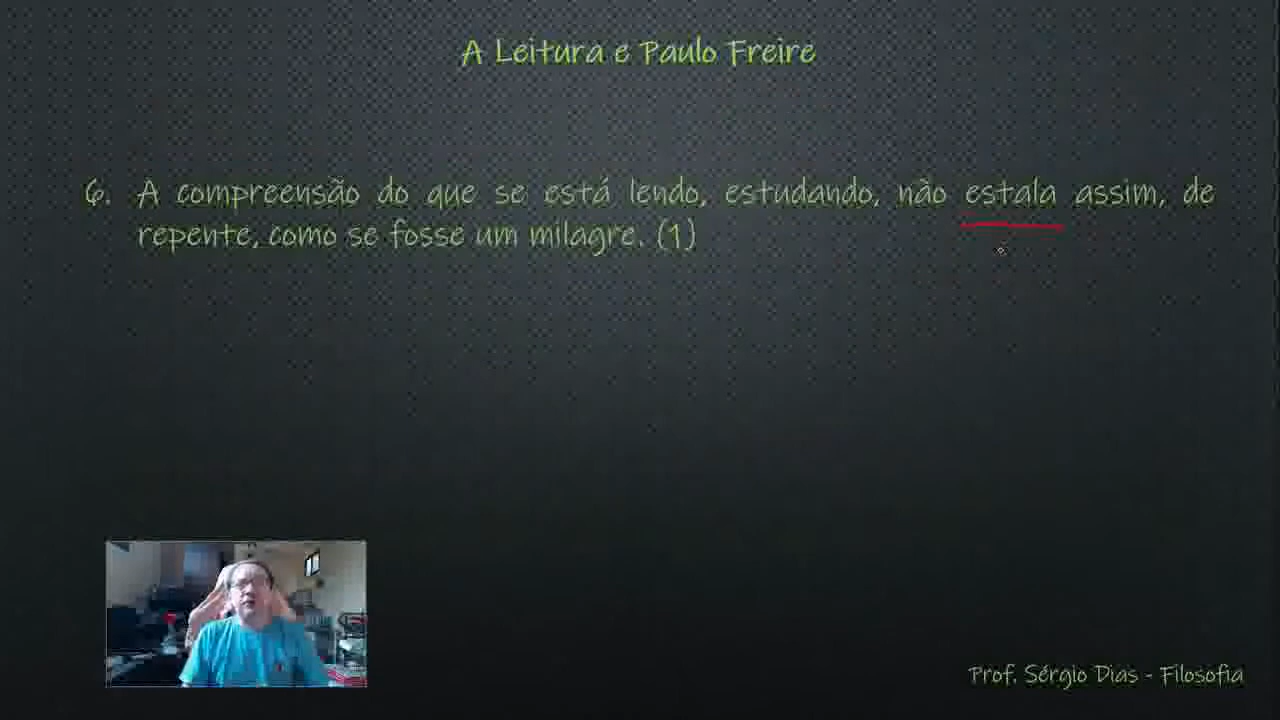 A Leitura e Paulo Freire
6. A compreensão do que se está lendo, estudando, não estala assim, de
repente, como se fosse um milagre. (1)
Prof. Sérgio Dias - Filosofia